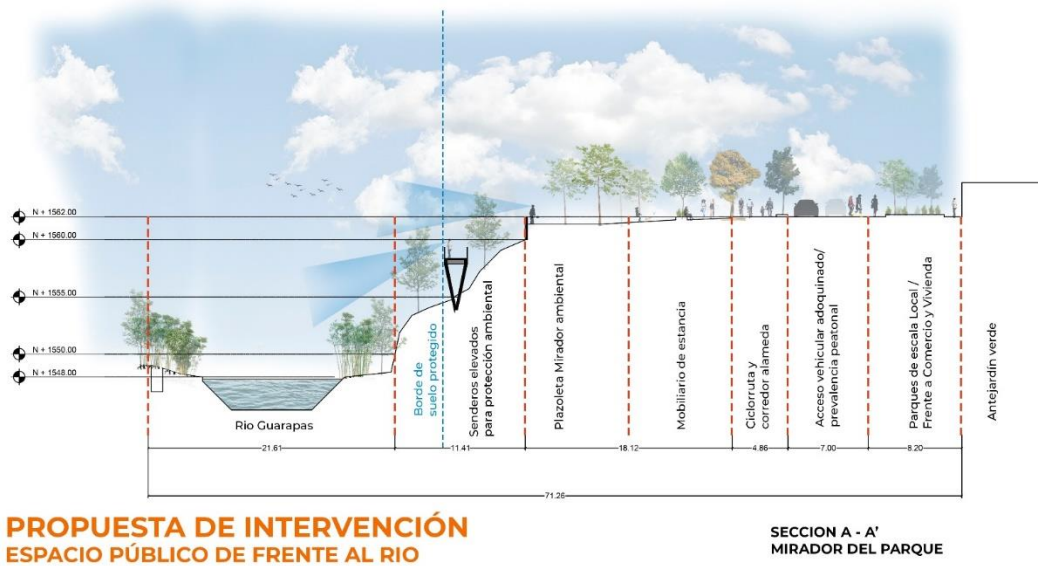 N + 1562.00
N + 1560.00
N + 1555.00
N + 1550.00
N + 1548.00
Rio Guarapas
Borde de
suelo protegido
Senderos elevados
para protección ambiental
Plazoleta Mirador ambiental
Mobiliario de estancia
Ciclorruta y
corredor alameda
Acceso vehicular adoquinado/
prevalencia peatonal
Parques de escala Local /
Frente a Comercio y Vivienda
Antejardín verde
21.61
11.41
18.12
4.86
7.00
8.20
71.26
PROPUESTA DE INTERVENCIÓN
ESPACIO PÚBLICO DE FRENTE AL RIO
SECCION A - A'
MIRADOR DEL PARQUE